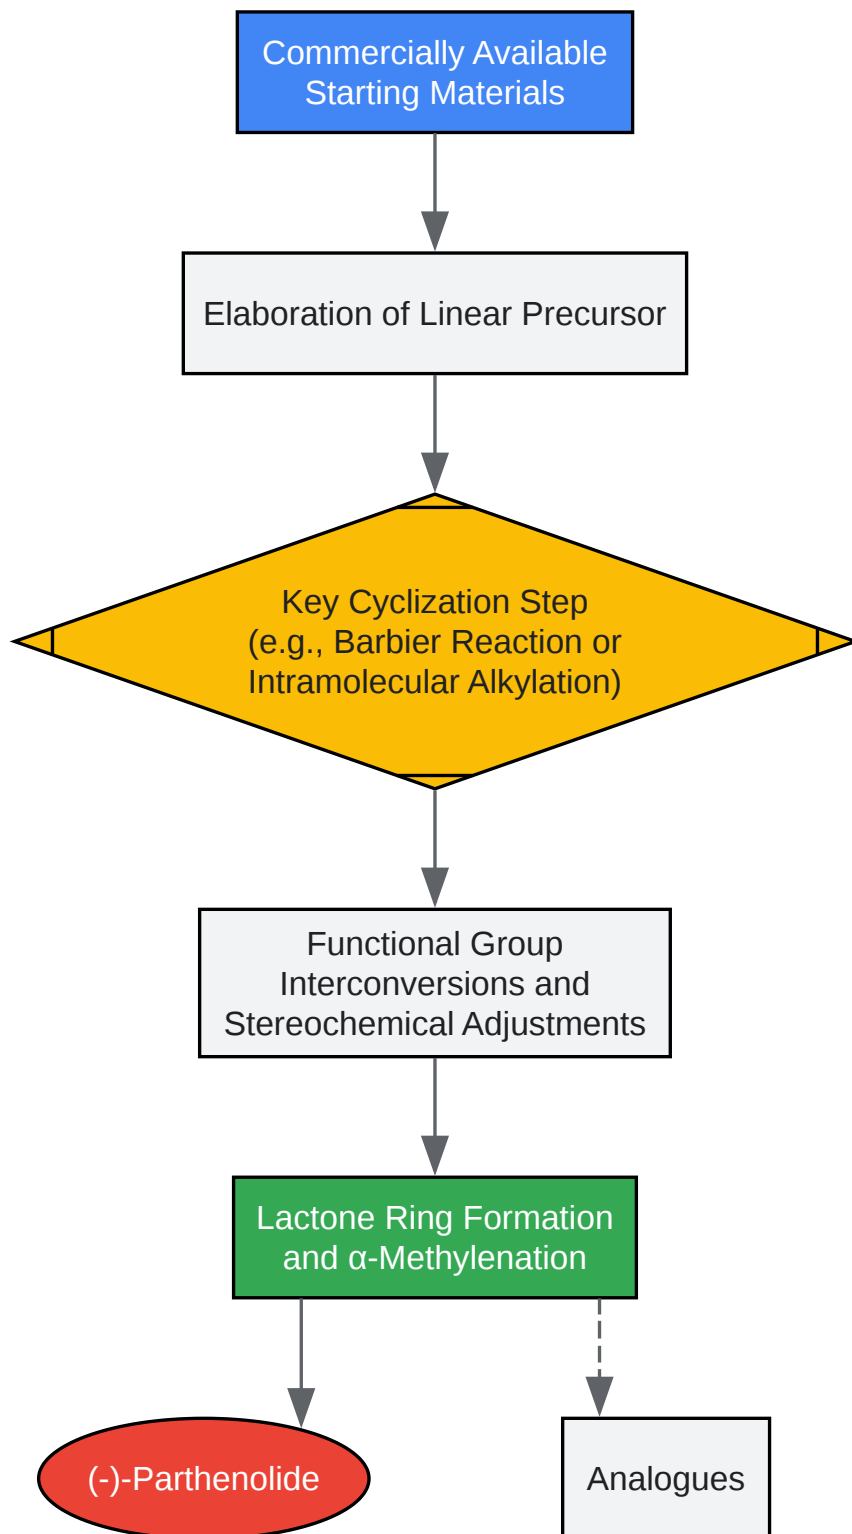 Commercially Available
Starting Materials
Elaboration of Linear Precursor
Key Cyclization Step
(e.g., Barbier Reaction or
Intramolecular Alkylation)
Functional Group
Interconversions and
Stereochemical Adjustments
Lactone Ring Formation
and α-Methylenation
(-)-Parthenolide
Analogues